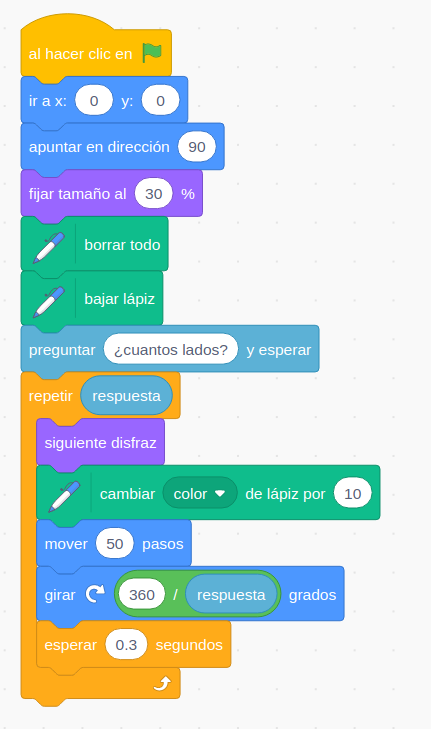 al hacer clic en
ir a x: 0 y: 0
apuntar en dirección 90
fijar tamaño al 30 %
borrar todo
bajar lápiz
preguntar ¿cuantos lados? y esperar
repetir respuesta
siguiente disfraz
cambiar color de lápiz por 10
mover 50 pasos
girar 360 / respuesta grados
esperar 0.3 segundos